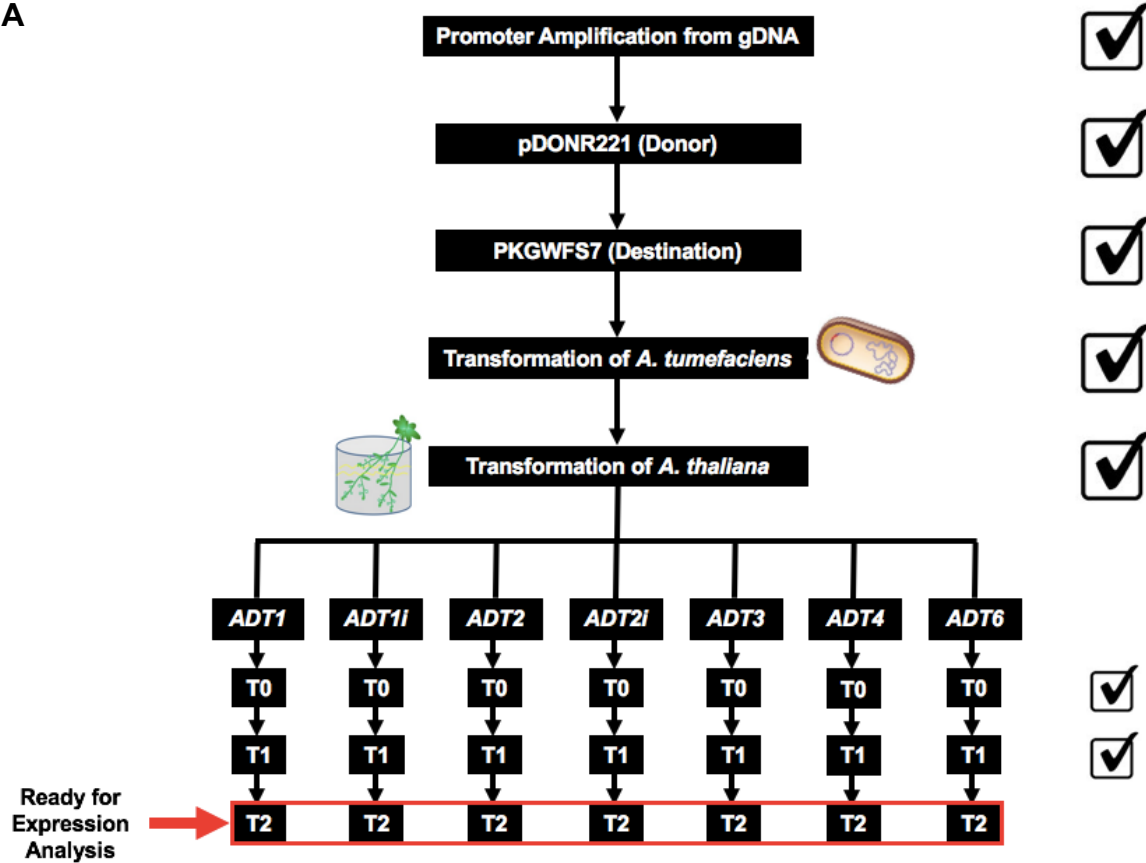 A
Promoter Amplification from gDNA
pDONR221 (Donor)
PKGWFS7 (Destination)
Transformation of A. tumefaciens
Transformation of A. thaliana
ADT1 ADT1i ADT2 ADT2i ADT3 ADT4 ADT6
T0 T0 T0 T0 T0 T0 T0
T1 T1 T1 T1 T1 T1 T1
Ready for
Expression
Analysis
T2 T2 T2 T2 T2 T2 T2